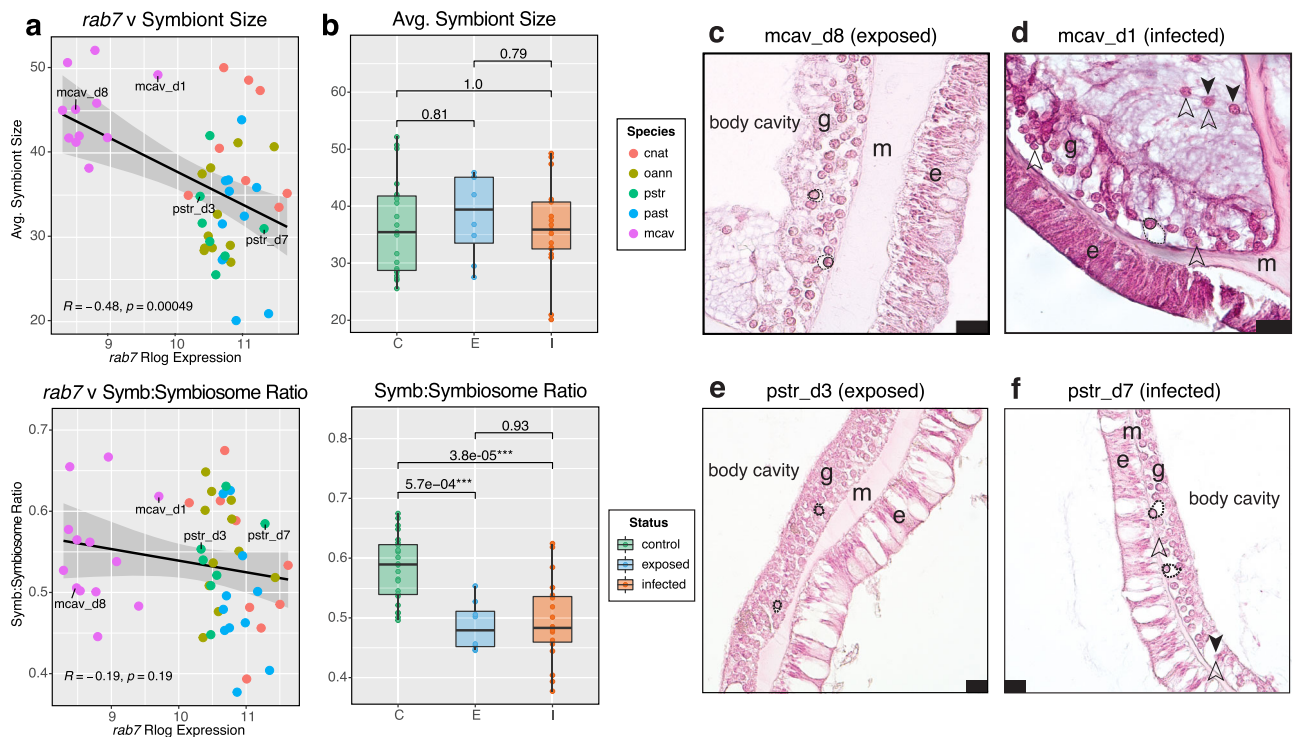 a
rab7 v Symbiont Size
Avg. Symbiont Size
50
40
30
20
mcav_d8
mcav_d1
pstr_d3
pstr_d7
R = −0.48, p = 0.00049
9
10
11
rab7 Rlog Expression
b
Avg. Symbiont Size
60
50
40
30
20
0.79
1.0
0.81
C
E
I
Species
cnat
oann
pstr
past
mcav
c
mcav_d8 (exposed)
body cavity
g
m
e
d
mcav_d1 (infected)
g
e
m
rab7 v Symb:Symbiosome Ratio
Symb:Symbiosome Ratio
0.7
0.6
0.5
0.4
mcav_d1
pstr_d3
pstr_d7
mcav_d8
R = −0.19, p = 0.19
9
10
11
rab7 Rlog Expression
Symb:Symbiosome Ratio
0.8
0.7
0.6
0.5
0.4
0.93
3.8e-05***
5.7e−04***
C
E
I
Status
control
exposed
infected
e
pstr_d3 (exposed)
body cavity
g
m
e
f
pstr_d7 (infected)
m
e
g
body cavity